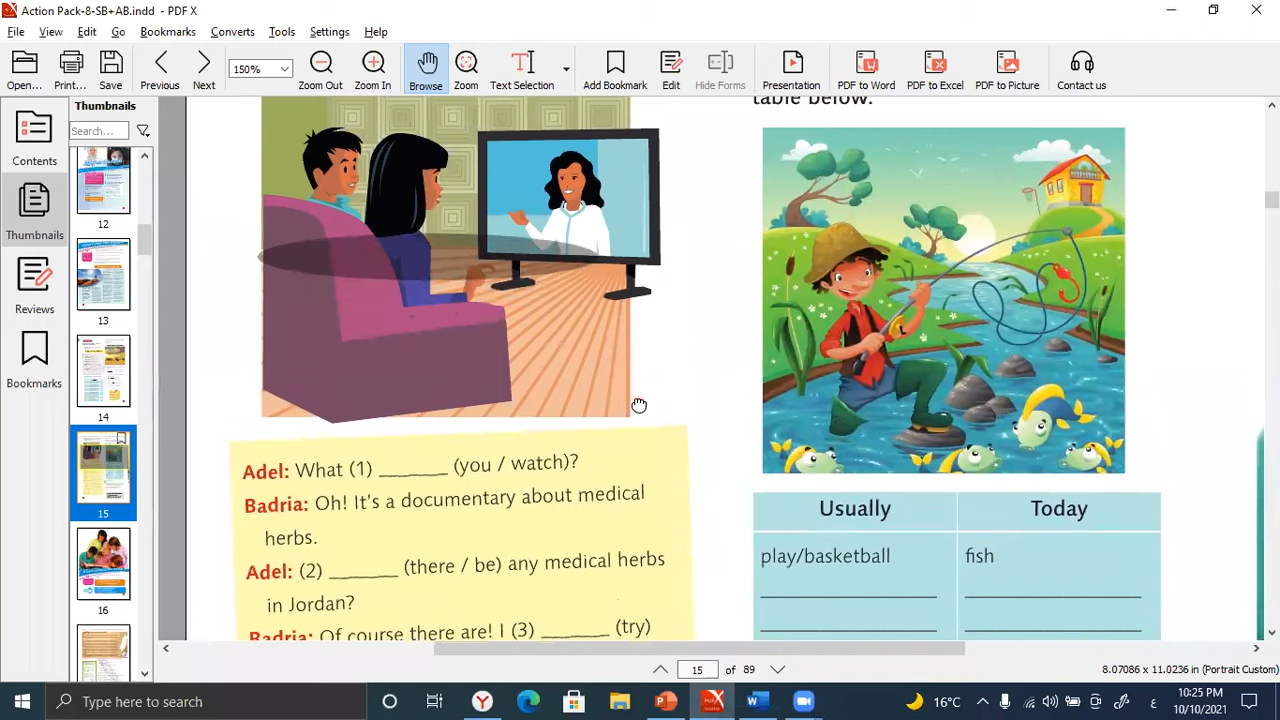 Action Pack-8-SB+AB.indd - PDF X
File View Edit Go Bookmarks Converts Tools Settings Help
Open... Print... Save Previous Next 150% Zoom Out Zoom In Browse Zoom Text Selection Add Bookmark Edit Hide Forms Presentation PDF to Word PDF to Excel PDF to Picture Contact us
Contents
Thumbnails
Reviews
Bookmarks
Thumbnails
Search...
12
13
14
15
16
table below.
Adel: What (1) _______ (you / watch)?
Badria: Oh! It's a documentary about medical
herbs.
Adel: (2) _______ (there / be) any medical herbs
in Jordan?
Badria: Of course there are! I (3) _______ (try)
Usually Today
play/basketball fish
15 of 89
8.07086 x 11.0236 in (Portrait Custom)
Type here to search
16°C
ع
10:25 PM
10/10/2021